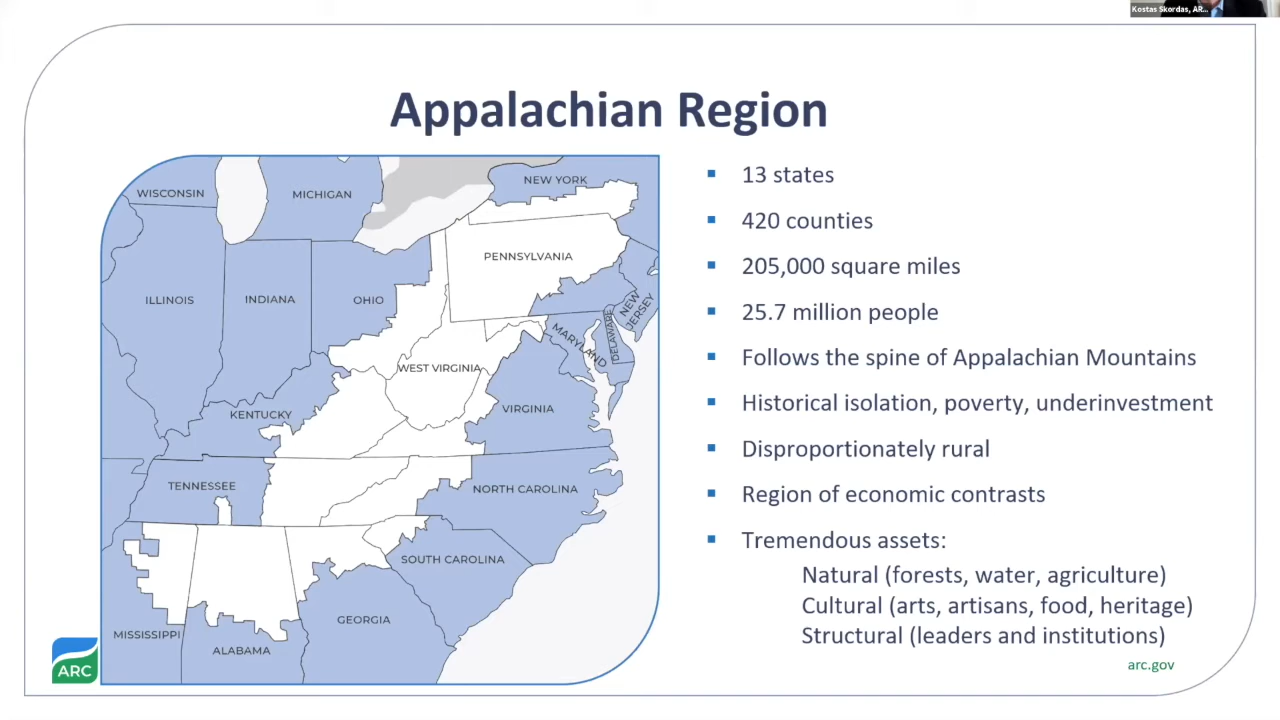 Kostas Skordas, AR...
Appalachian Region
WISCONSIN
MICHIGAN
NEW YORK
PENNSYLVANIA
ILLINOIS
INDIANA
OHIO
NEW
JERSEY
MARYLAND
DELAWARE
WEST VIRGINIA
KENTUCKY
VIRGINIA
TENNESSEE
NORTH CAROLINA
SOUTH CAROLINA
MISSISSIPPI
ALABAMA
GEORGIA
ARC
▪ 13 states
▪ 420 counties
▪ 205,000 square miles
▪ 25.7 million people
▪ Follows the spine of Appalachian Mountains
▪ Historical isolation, poverty, underinvestment
▪ Disproportionately rural
▪ Region of economic contrasts
▪ Tremendous assets:
Natural (forests, water, agriculture)
Cultural (arts, artisans, food, heritage)
Structural (leaders and institutions)
arc.gov